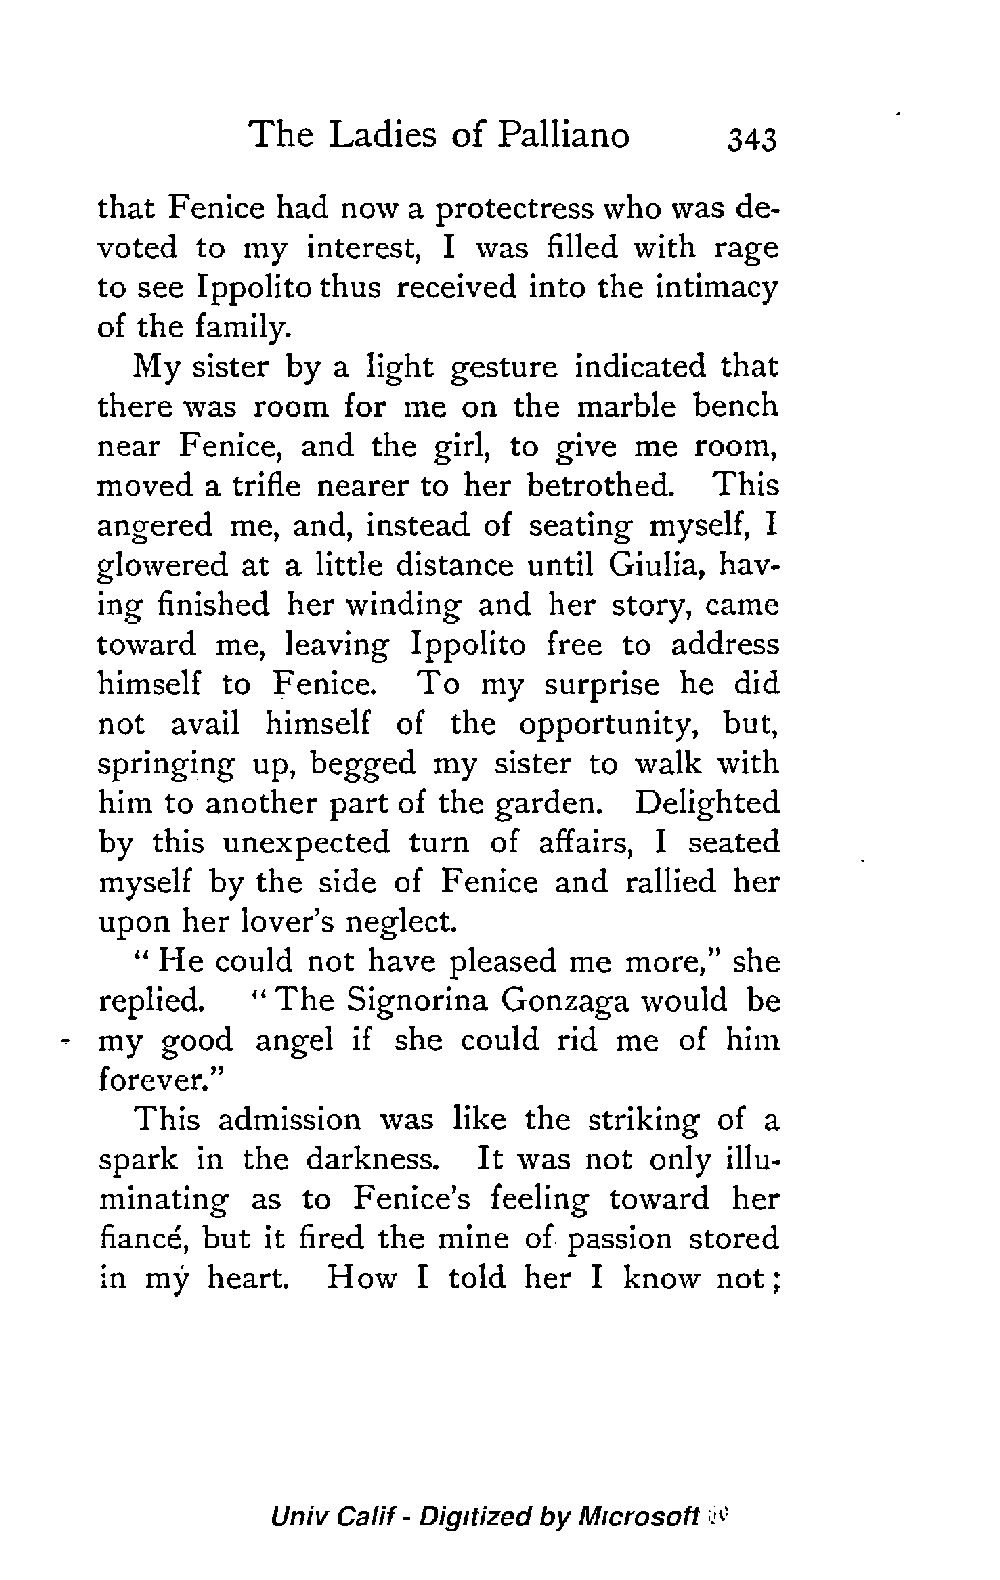 The Ladies of Palliano 343
that Fenice had now a protectress who was de-
voted to my interest, I was filled with rage
to see Ippolito thus received into the intimacy
of the family.
My sister by a light gesture indicated that
there was room for me on the marble bench
near Fenice, and the girl, to give me room,
moved a trifle nearer to her betrothed. This
angered me, and, instead of seating myself, I
glowered at a little distance until Giulia, hav-
ing finished her winding and her story, came
toward me, leaving Ippolito free to address
himself to Fenice. To my surprise he did
not avail himself of the opportunity, but,
springing up, begged my sister to walk with
him to another part of the garden. Delighted
by this unexpected turn of affairs, I seated
myself by the side of Fenice and rallied her
upon her lover's neglect.
" He could not have pleased me more," she
replied. " The Signorina Gonzaga would be
my good angel if she could rid me of him
forever."
This admission was like the striking of a
spark in the darkness. It was not only illu-
minating as to Fenice's feeling toward her
fiancé, but it fired the mine of passion stored
in my heart. How I told her I know not;
Univ Calif - Digitized by Microsoft